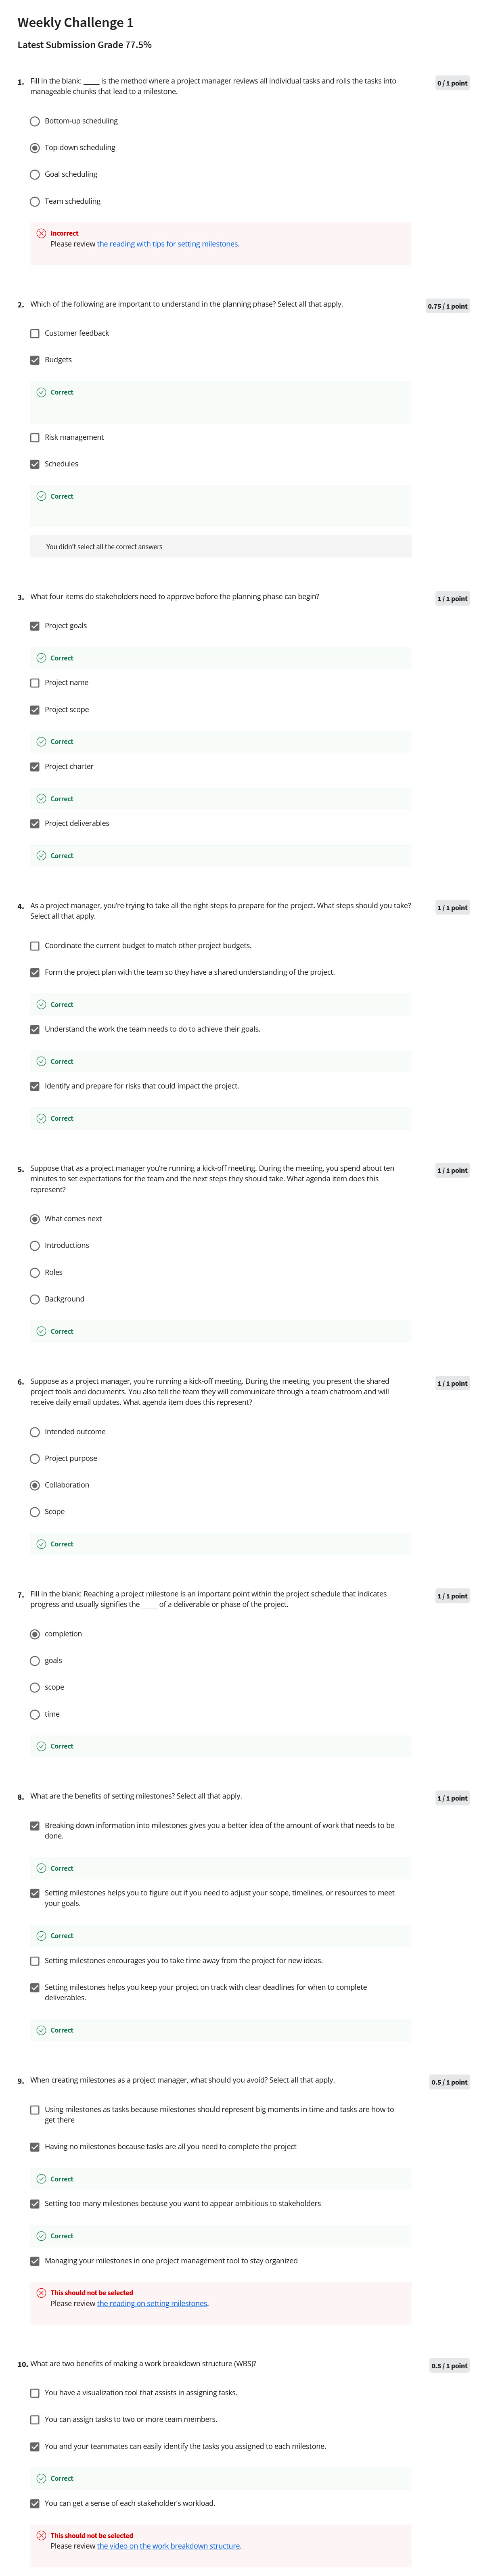 Weekly Challenge 1
Latest Submission Grade 77.5%
1. Fill in the blank: _____ is the method where a project manager reviews all individual tasks and rolls the tasks into
manageable chunks that lead to a milestone.
0 / 1 point
Bottom-up scheduling
Top-down scheduling
Goal scheduling
Team scheduling
Incorrect
Please review the reading with tips for setting milestones.
2. Which of the following are important to understand in the planning phase? Select all that apply.
0.75 / 1 point
Customer feedback
Budgets
Correct
Risk management
Schedules
Correct
You didn't select all the correct answers
3. What four items do stakeholders need to approve before the planning phase can begin?
1 / 1 point
Project goals
Correct
Project name
Project scope
Correct
Project charter
Correct
Project deliverables
Correct
4. As a project manager, you're trying to take all the right steps to prepare for the project. What steps should you take?
Select all that apply.
1 / 1 point
Coordinate the current budget to match other project budgets.
Form the project plan with the team so they have a shared understanding of the project.
Correct
Understand the work the team needs to do to achieve their goals.
Correct
Identify and prepare for risks that could impact the project.
Correct
5. Suppose that as a project manager you're running a kick-off meeting. During the meeting, you spend about ten
minutes to set expectations for the team and the next steps they should take. What agenda item does this
represent?
1 / 1 point
What comes next
Introductions
Roles
Background
Correct
6. Suppose as a project manager, you're running a kick-off meeting. During the meeting, you present the shared
project tools and documents. You also tell the team they will communicate through a team chatroom and will
receive daily email updates. What agenda item does this represent?
1 / 1 point
Intended outcome
Project purpose
Collaboration
Scope
Correct
7. Fill in the blank: Reaching a project milestone is an important point within the project schedule that indicates
progress and usually signifies the _____ of a deliverable or phase of the project.
1 / 1 point
completion
goals
scope
time
Correct
8. What are the benefits of setting milestones? Select all that apply.
1 / 1 point
Breaking down information into milestones gives you a better idea of the amount of work that needs to be
done.
Correct
Setting milestones helps you to figure out if you need to adjust your scope, timelines, or resources to meet
your goals.
Correct
Setting milestones encourages you to take time away from the project for new ideas.
Setting milestones helps you keep your project on track with clear deadlines for when to complete
deliverables.
Correct
9. When creating milestones as a project manager, what should you avoid? Select all that apply.
0.5 / 1 point
Using milestones as tasks because milestones should represent big moments in time and tasks are how to
get there
Having no milestones because tasks are all you need to complete the project
Correct
Setting too many milestones because you want to appear ambitious to stakeholders
Correct
Managing your milestones in one project management tool to stay organized
This should not be selected
Please review the reading on setting milestones.
10. What are two benefits of making a work breakdown structure (WBS)?
0.5 / 1 point
You have a visualization tool that assists in assigning tasks.
You can assign tasks to two or more team members.
You and your teammates can easily identify the tasks you assigned to each milestone.
Correct
You can get a sense of each stakeholder's workload.
This should not be selected
Please review the video on the work breakdown structure.